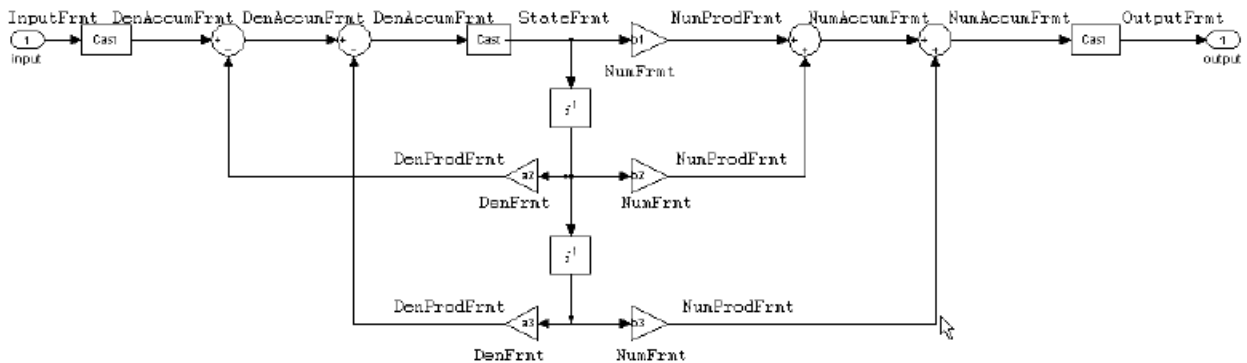 InputFrmt DenAccumFrmt DenAccumFrmt DenAccumFrmt StateFrmt NumProdFrmt NumAccumFrmt NumAccumFrmt OutputFrmt
1 Cast + − + − Cast b1 + + + + Cast 1
input NumFrmt output
z-1
DenProdFrmt NumProdFrmt
a2 b2
DenFrmt NumFrmt
z-1
DenProdFrmt NumProdFrmt
a3 b3
DenFrmt NumFrmt